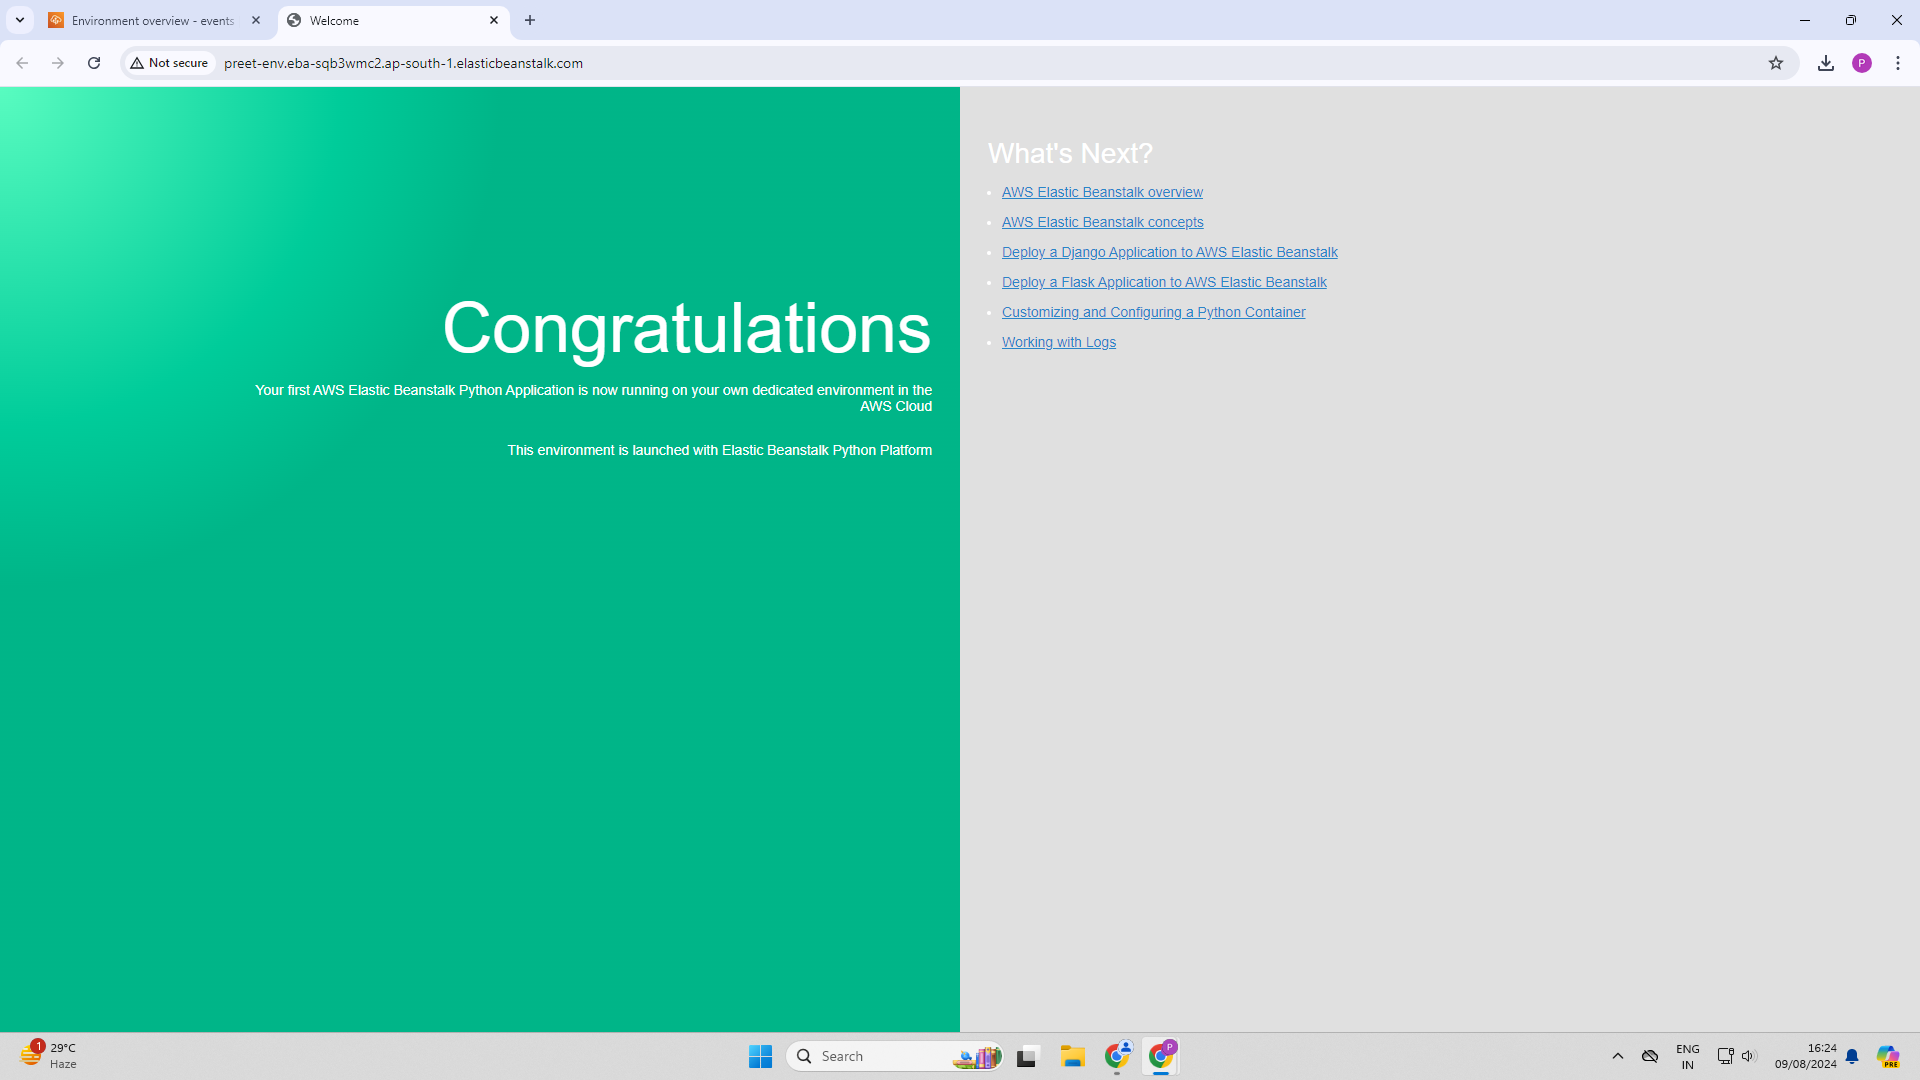 Environment overview - events
Welcome
Not secure
preet-env.eba-sqb3wmc2.ap-south-1.elasticbeanstalk.com
P
Congratulations
Your first AWS Elastic Beanstalk Python Application is now running on your own dedicated environment in the
AWS Cloud
This environment is launched with Elastic Beanstalk Python Platform
What's Next?
AWS Elastic Beanstalk overview
AWS Elastic Beanstalk concepts
Deploy a Django Application to AWS Elastic Beanstalk
Deploy a Flask Application to AWS Elastic Beanstalk
Customizing and Configuring a Python Container
Working with Logs
1
29°C
Haze
Search
P
ENG
IN
16:24
09/08/2024
PRE